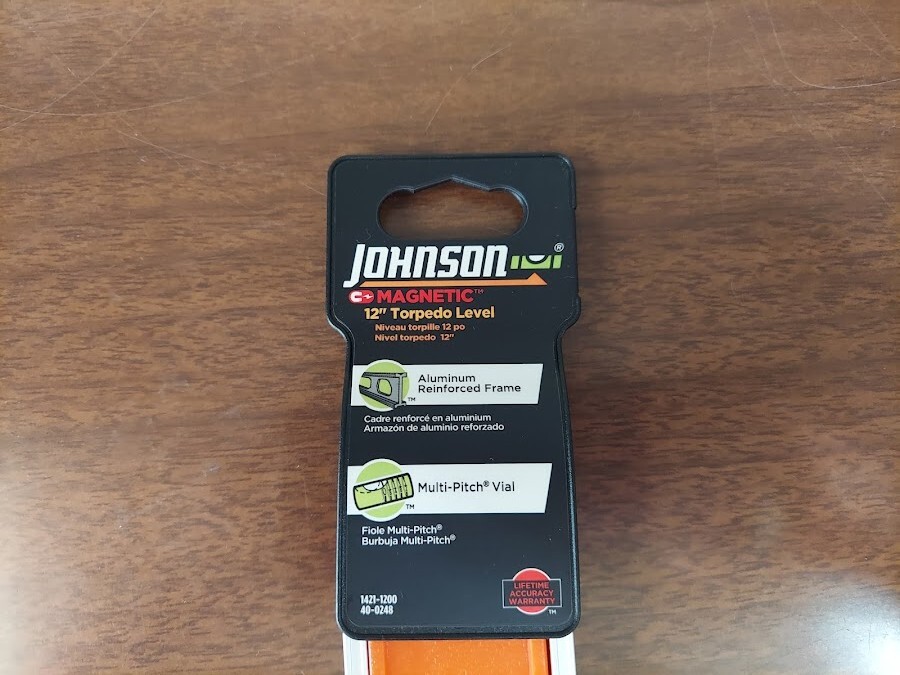 JOHNSON®
MAGNETIC™
12" Torpedo Level
Niveau torpille 12 po
Nivel torpedo 12"
Aluminum
Reinforced Frame
TM
Cadre renforcé en aluminium
Armazón de aluminio reforzado
Multi-Pitch® Vial
TM
Fiole Multi-Pitch®
Burbuja Multi-Pitch®
LIFETIME
ACCURACY
WARRANTY
TM
1421-1200
40-0248